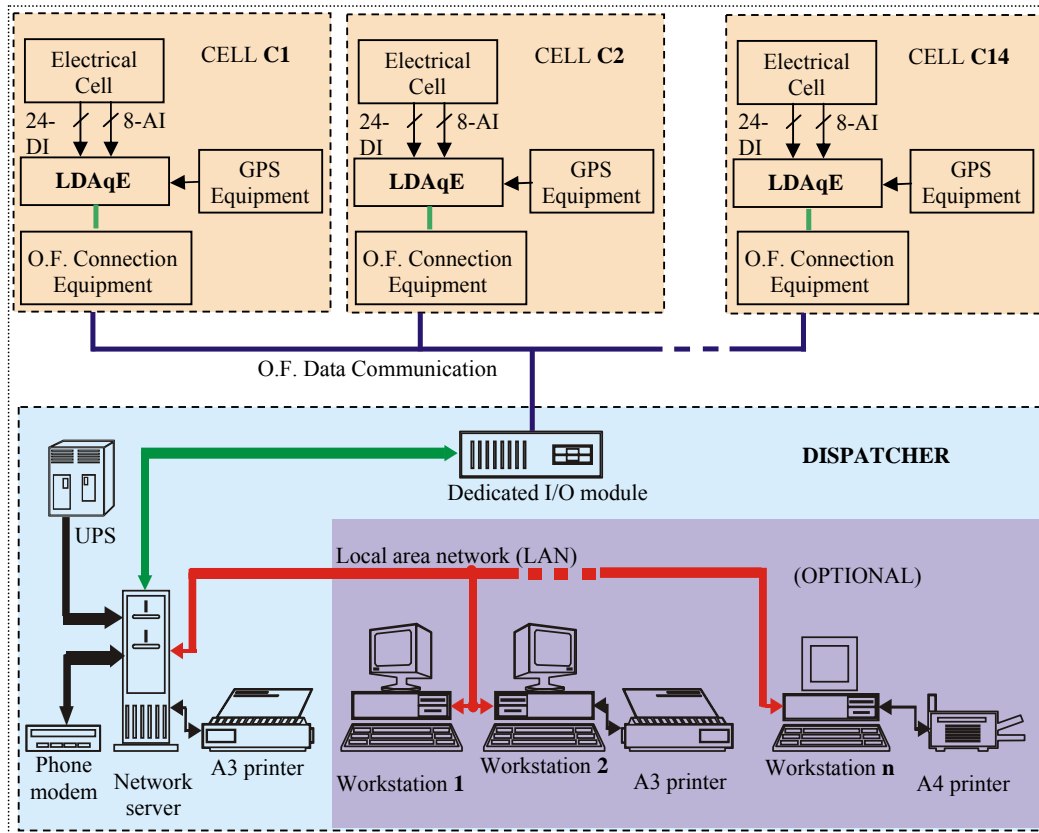 CELL C1
Electrical
Cell
24-
DI
8-AI
LDAqE
GPS
Equipment
O.F. Connection
Equipment
CELL C2
Electrical
Cell
24-
DI
8-AI
LDAqE
GPS
Equipment
O.F. Connection
Equipment
CELL C14
Electrical
Cell
24-
DI
8-AI
LDAqE
GPS
Equipment
O.F. Connection
Equipment
O.F. Data Communication
DISPATCHER
Dedicated I/O module
UPS
Local area network (LAN)
(OPTIONAL)
Phone
modem
Network
server
A3 printer
Workstation 1
Workstation 2
A3 printer
Workstation n
A4 printer